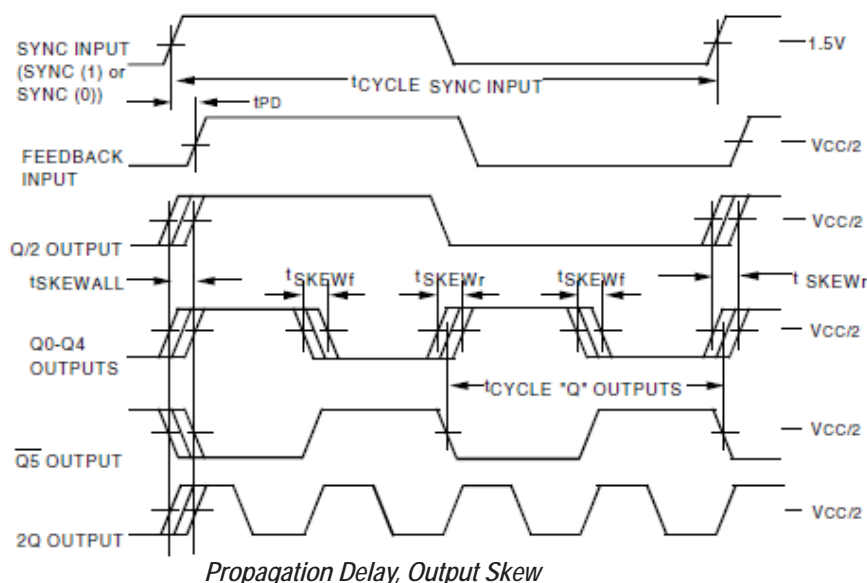 SYNC INPUT
(SYNC (1) or
SYNC (0))
1.5V
tCYCLE SYNC INPUT
tPD
FEEDBACK
INPUT
VCC/2
Q/2 OUTPUT
VCC/2
tSKEWALL
tSKEWf
tSKEWr
tSKEWf
tSKEWr
Q0-Q4
OUTPUTS
VCC/2
tCYCLE "Q" OUTPUTS
Q5 OUTPUT
VCC/2
2Q OUTPUT
VCC/2
Propagation Delay, Output Skew